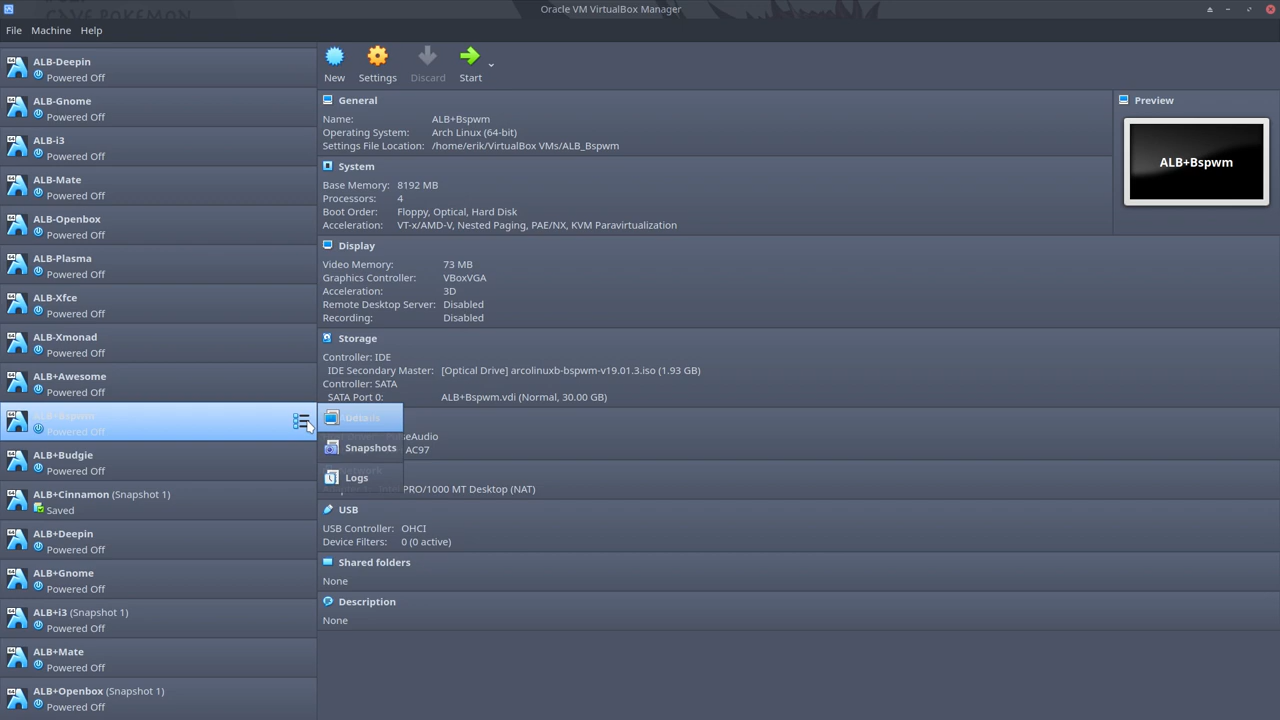 Oracle VM VirtualBox Manager
File Machine Help
ALB-Deepin
Powered Off
ALB-Gnome
Powered Off
ALB-i3
Powered Off
ALB-Mate
Powered Off
ALB-Openbox
Powered Off
ALB-Plasma
Powered Off
ALB-Xfce
Powered Off
ALB-Xmonad
Powered Off
ALB+Awesome
Powered Off
ALB+Bspwm
Powered Off
ALB+Budgie
Powered Off
ALB+Cinnamon (Snapshot 1)
Saved
ALB+Deepin
Powered Off
ALB+Gnome
Powered Off
ALB+i3 (Snapshot 1)
Powered Off
ALB+Mate
Powered Off
ALB+Openbox (Snapshot 1)
Powered Off
New Settings Discard Start
General
Name: ALB+Bspwm
Operating System: Arch Linux (64-bit)
Settings File Location: /home/erik/VirtualBox VMs/ALB_Bspwm
System
Base Memory: 8192 MB
Processors: 4
Boot Order: Floppy, Optical, Hard Disk
Acceleration: VT-x/AMD-V, Nested Paging, PAE/NX, KVM Paravirtualization
Display
Video Memory: 73 MB
Graphics Controller: VBoxVGA
Acceleration: 3D
Remote Desktop Server: Disabled
Recording: Disabled
Storage
Controller: IDE
IDE Secondary Master: [Optical Drive] arcolinuxb-bspwm-v19.01.3.iso (1.93 GB)
Controller: SATA
SATA Port 0: ALB+Bspwm.vdi (Normal, 30.00 GB)
Details
Snapshots
Logs
AC97
PRO/1000 MT Desktop (NAT)
USB
USB Controller: OHCI
Device Filters: 0 (0 active)
Shared folders
None
Description
None
Preview
ALB+Bspwm